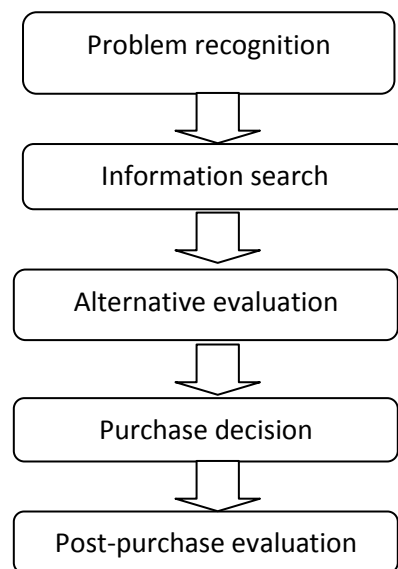 Problem recognition
Information search
Alternative evaluation
Purchase decision
Post-purchase evaluation